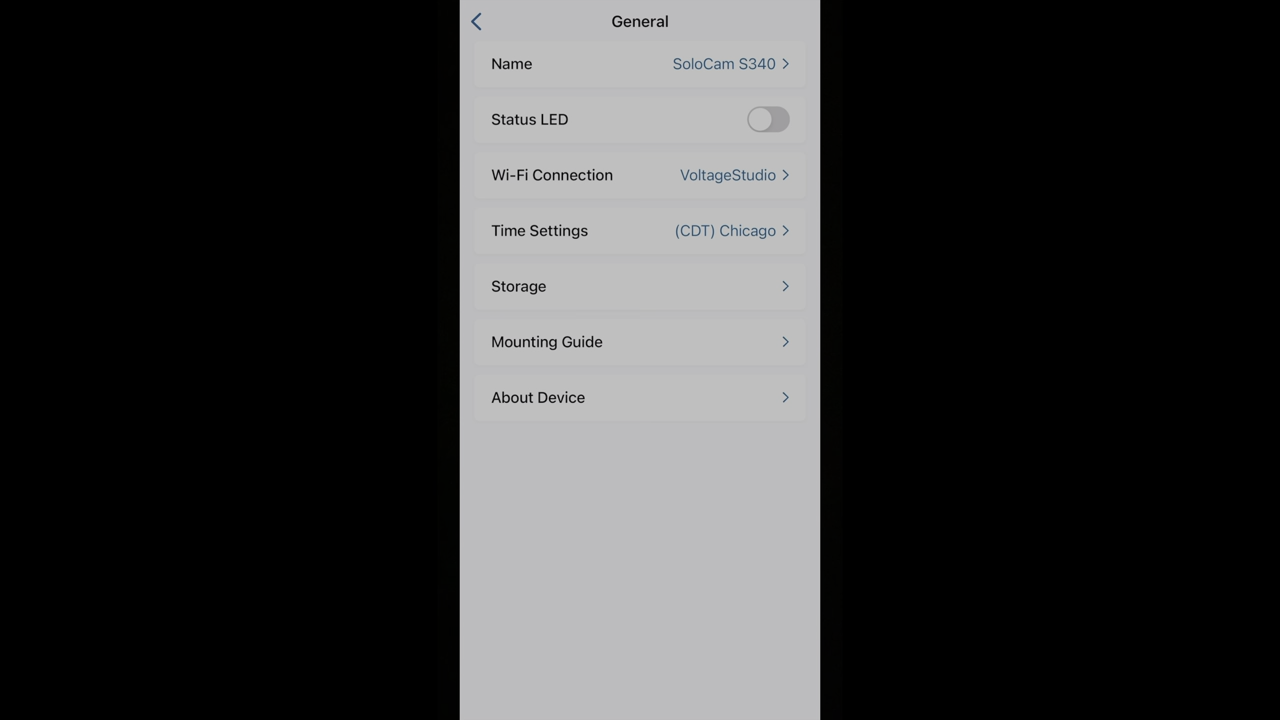 General
Name SoloCam S340
Status LED
Wi-Fi Connection VoltageStudio
Time Settings (CDT) Chicago
Storage
Mounting Guide
About Device